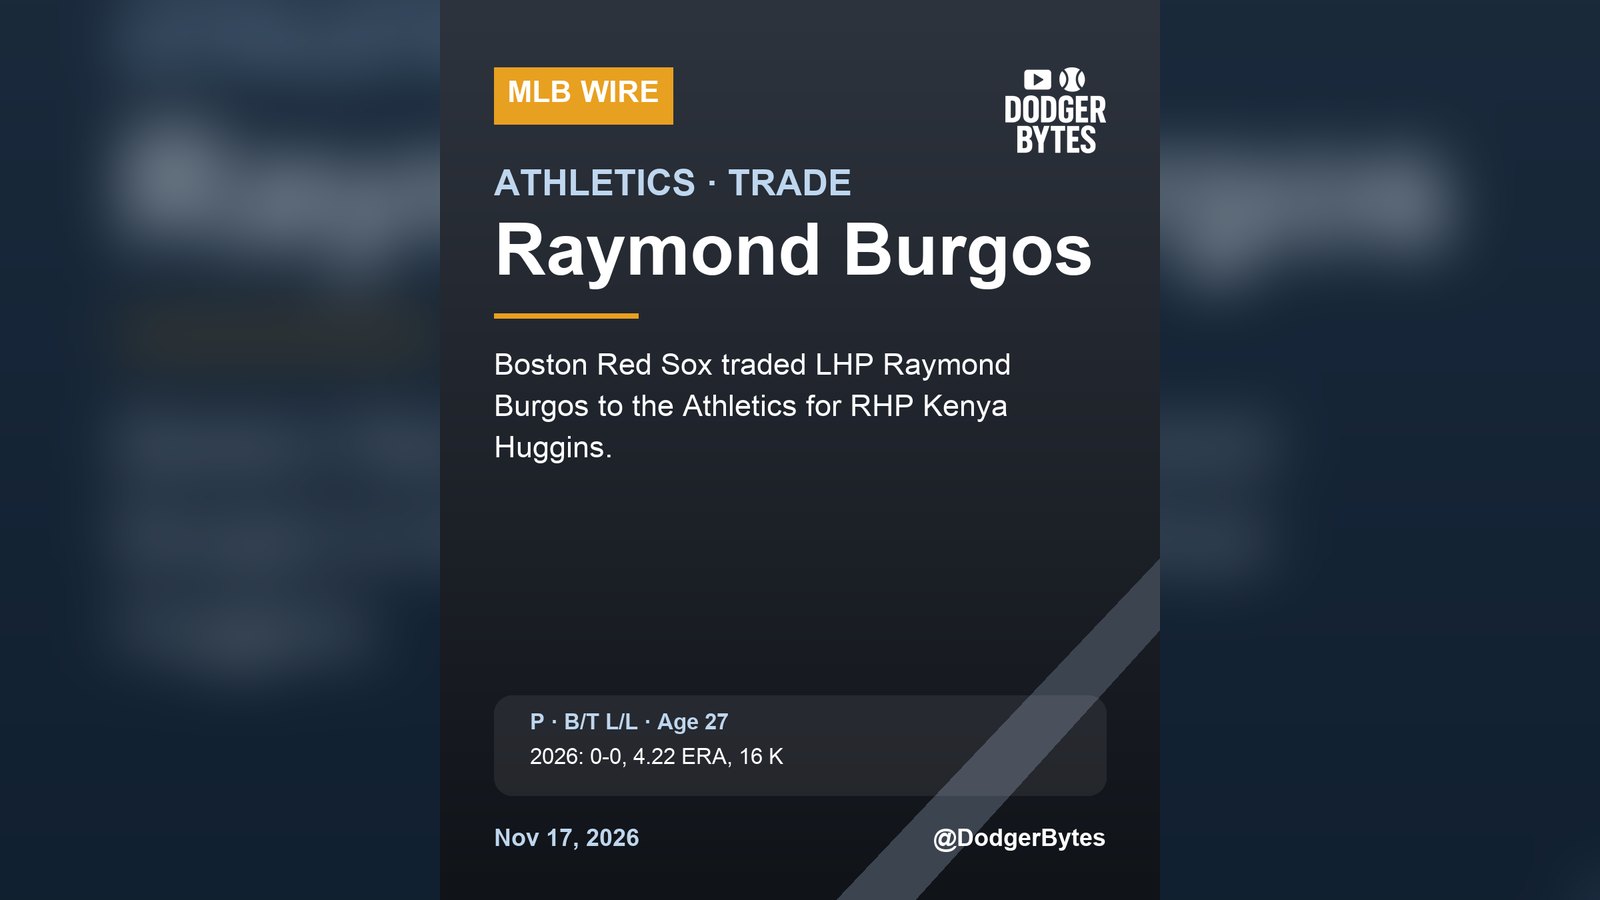 MLB WIRE
DODGER
BYTES
ATHLETICS · TRADE
Raymond Burgos
Boston Red Sox traded LHP Raymond
Burgos to the Athletics for RHP Kenya
Huggins.
P · B/T L/L · Age 27
2026: 0-0, 4.22 ERA, 16 K
Nov 17, 2026
@DodgerBytes